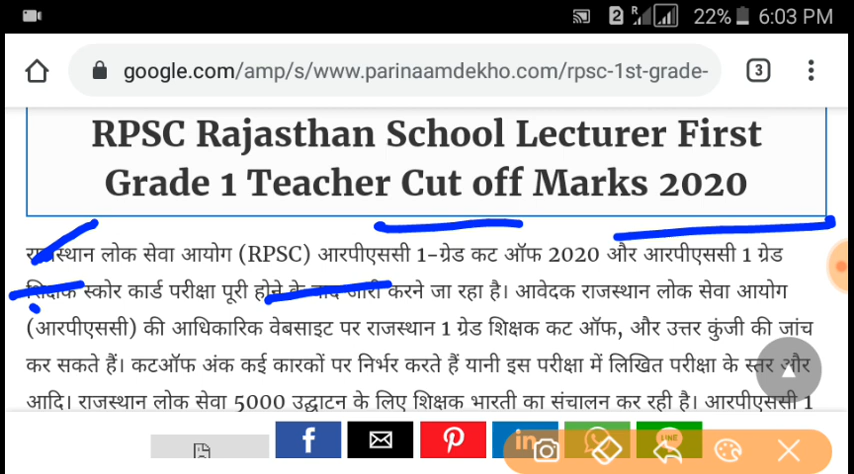 R 2 22% 6:03 PM
google.com/amp/s/www.parinaamdekho.com/rpsc-1st-grade- 3
RPSC Rajasthan School Lecturer First
Grade 1 Teacher Cut off Marks 2020
राजस्थान लोक सेवा आयोग (RPSC) आरपीएससी 1-ग्रेड कट ऑफ 2020 और आरपीएससी 1 ग्रेड
शिक्षक स्कोर कार्ड परीक्षा पूरी होने के बाद जारी करने जा रहा है। आवेदक राजस्थान लोक सेवा आयोग
(आरपीएससी) की आधिकारिक वेबसाइट पर राजस्थान 1 ग्रेड शिक्षक कट ऑफ, और उत्तर कुंजी की जांच
कर सकते हैं। कटऑफ अंक कई कारकों पर निर्भर करते हैं यानी इस परीक्षा में लिखित परीक्षा के स्तर और
आदि। राजस्थान लोक सेवा 5000 उद्घाटन के लिए शिक्षक भारती का संचालन कर रही है। आरपीएससी 1
f in LINE